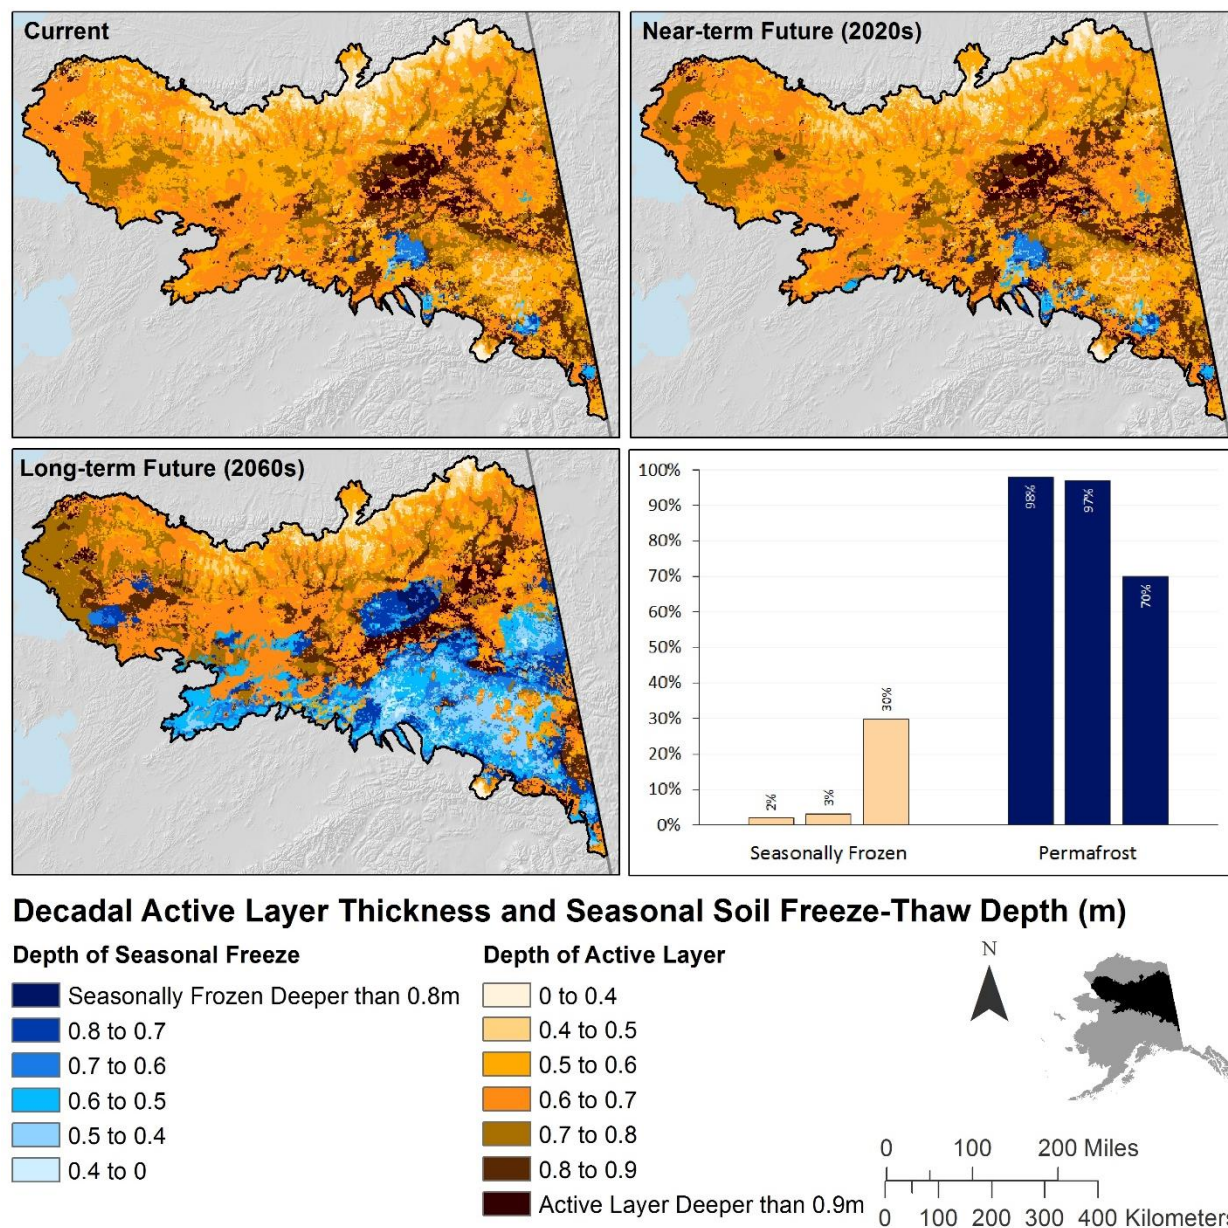 Current
Near-term Future (2020s)
Long-term Future (2060s)
100%
90%
80%
70%
60%
50%
40%
30%
20%
10%
0%
2%
3%
30%
98%
97%
70%
Seasonally Frozen
Permafrost
Decadal Active Layer Thickness and Seasonal Soil Freeze-Thaw Depth (m)
Depth of Seasonal Freeze
Seasonally Frozen Deeper than 0.8m
0.8 to 0.7
0.7 to 0.6
0.6 to 0.5
0.5 to 0.4
0.4 to 0
Depth of Active Layer
0 to 0.4
0.4 to 0.5
0.5 to 0.6
0.6 to 0.7
0.7 to 0.8
0.8 to 0.9
Active Layer Deeper than 0.9m
N
0 100 200 Miles
0 100 200 300 400 Kilometers